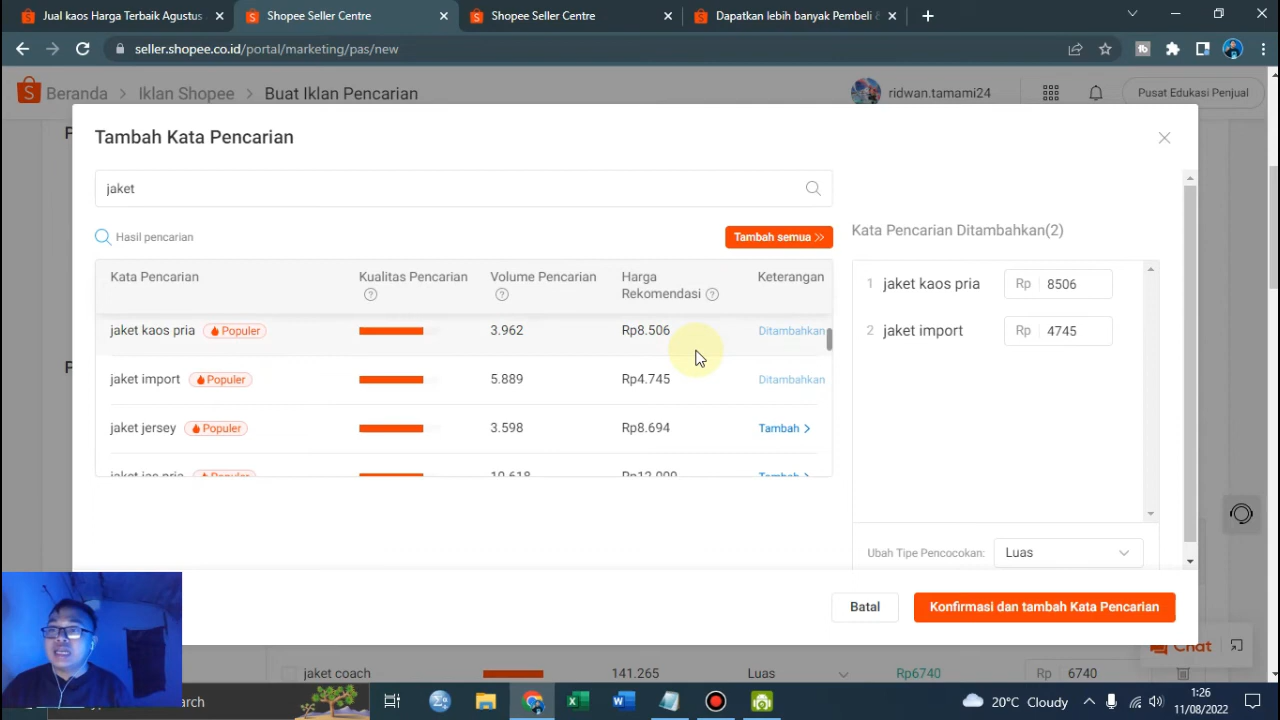 Jual kaos Harga Terbaik Agustus
Shopee Seller Centre
Shopee Seller Centre
Dapatkan lebih banyak Pembeli &
seller.shopee.co.id/portal/marketing/pas/new
Beranda > Iklan Shopee > Buat Iklan Pencarian
ridwan.tamami24
Pusat Edukasi Penjual
Tambah Kata Pencarian
jaket
Hasil pencarian
Tambah semua >>
Kata Pencarian Ditambahkan(2)
Kata Pencarian Kualitas Pencarian Volume Pencarian Harga Rekomendasi Keterangan
jaket kaos pria Populer 3.962 Rp8.506 Ditambahkan
jaket import Populer 5.889 Rp4.745 Ditambahkan
jaket jersey Populer 3.598 Rp8.694 Tambah >
1 jaket kaos pria Rp 8506
2 jaket import Rp 4745
Ubah Tipe Pencocokan: Luas
Batal
Konfirmasi dan tambah Kata Pencarian
Chat
jaket coach 141.265 Luas Rp6740 Rp 6740
earch
20°C Cloudy
1:26
11/08/2022